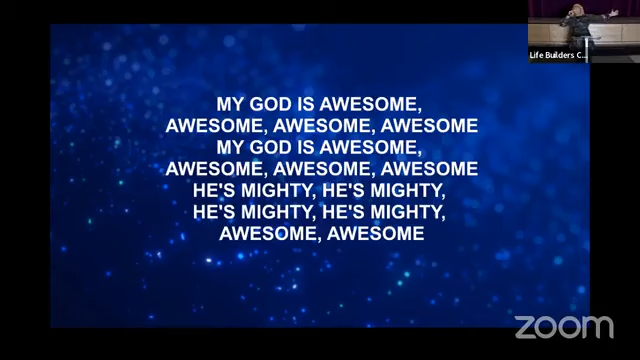 MY GOD IS AWESOME,
AWESOME, AWESOME, AWESOME
MY GOD IS AWESOME,
AWESOME, AWESOME, AWESOME
HE'S MIGHTY, HE'S MIGHTY,
HE'S MIGHTY, HE'S MIGHTY,
AWESOME, AWESOME
Life Builders C...
zoom